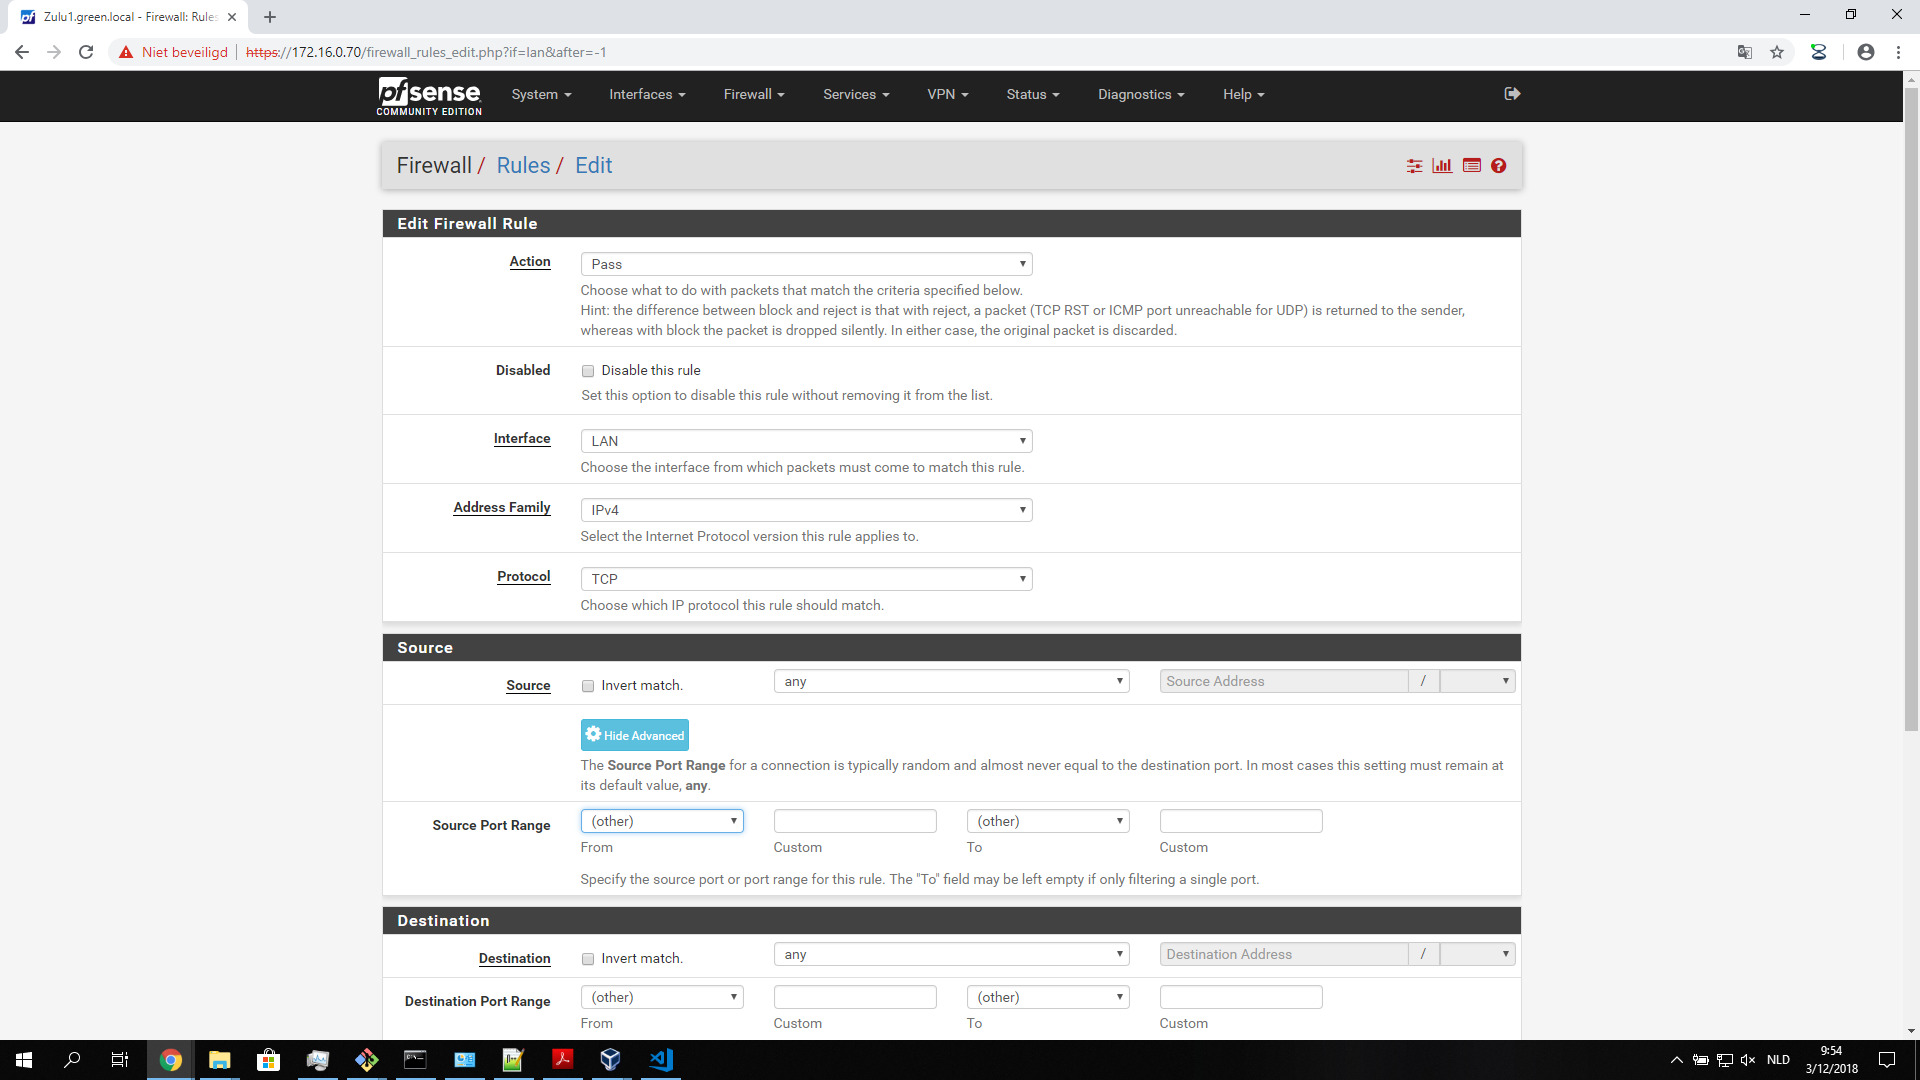 Zulu1.green.local - Firewall: Rules
Niet beveiligd
https://172.16.0.70/firewall_rules_edit.php?if=lan&after=-1
pfsense
COMMUNITY EDITION
System Interfaces Firewall Services VPN Status Diagnostics Help
Firewall / Rules / Edit
Edit Firewall Rule
Action
Pass
Choose what to do with packets that match the criteria specified below.
Hint: the difference between block and reject is that with reject, a packet (TCP RST or ICMP port unreachable for UDP) is returned to the sender,
whereas with block the packet is dropped silently. In either case, the original packet is discarded.
Disabled
Disable this rule
Set this option to disable this rule without removing it from the list.
Interface
LAN
Choose the interface from which packets must come to match this rule.
Address Family
IPv4
Select the Internet Protocol version this rule applies to.
Protocol
TCP
Choose which IP protocol this rule should match.
Source
Source Invert match. any Source Address /
Hide Advanced
The Source Port Range for a connection is typically random and almost never equal to the destination port. In most cases this setting must remain at
its default value, any.
Source Port Range (other) (other)
From Custom To Custom
Specify the source port or port range for this rule. The "To" field may be left empty if only filtering a single port.
Destination
Destination Invert match. any Destination Address /
Destination Port Range (other) (other)
From Custom To Custom
NLD
9:54
3/12/2018